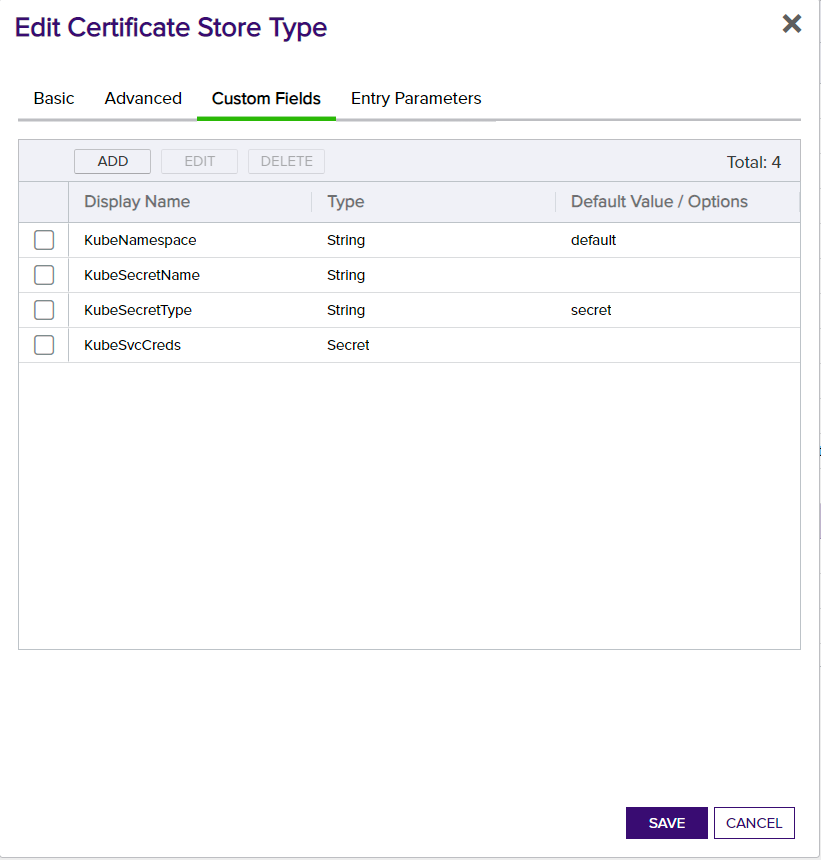 Edit Certificate Store Type
Basic Advanced Custom Fields Entry Parameters
ADD EDIT DELETE Total: 4
Display Name Type Default Value / Options
KubeNamespace String default
KubeSecretName String
KubeSecretType String secret
KubeSvcCreds Secret
SAVE CANCEL